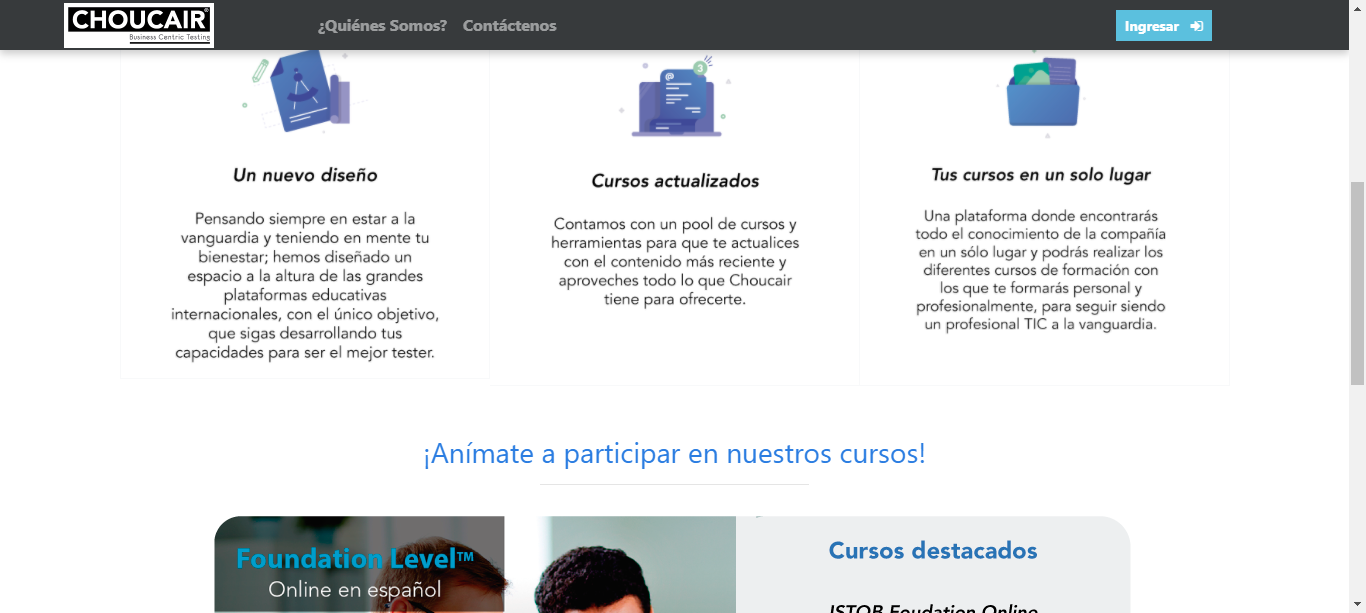 CHOUCAIR®
Business Centric Testing
¿Quiénes Somos?
Contáctenos
Ingresar
Un nuevo diseño
Pensando siempre en estar a la
vanguardia y teniendo en mente tu
bienestar; hemos diseñado un
espacio a la altura de las grandes
plataformas educativas
internacionales, con el único objetivo,
que sigas desarrollando tus
capacidades para ser el mejor tester.
@
3
Cursos actualizados
Contamos con un pool de cursos y
herramientas para que te actualices
con el contenido más reciente y
aproveches todo lo que Choucair
tiene para ofrecerte.
Tus cursos en un solo lugar
Una plataforma donde encontrarás
todo el conocimiento de la compañía
en un sólo lugar y podrás realizar los
diferentes cursos de formación con
los que te formarás personal y
profesionalmente, para seguir siendo
un profesional TIC a la vanguardia.
¡Anímate a participar en nuestros cursos!
Foundation Level™
Online en español
Cursos destacados
ISTQB Foudation Online